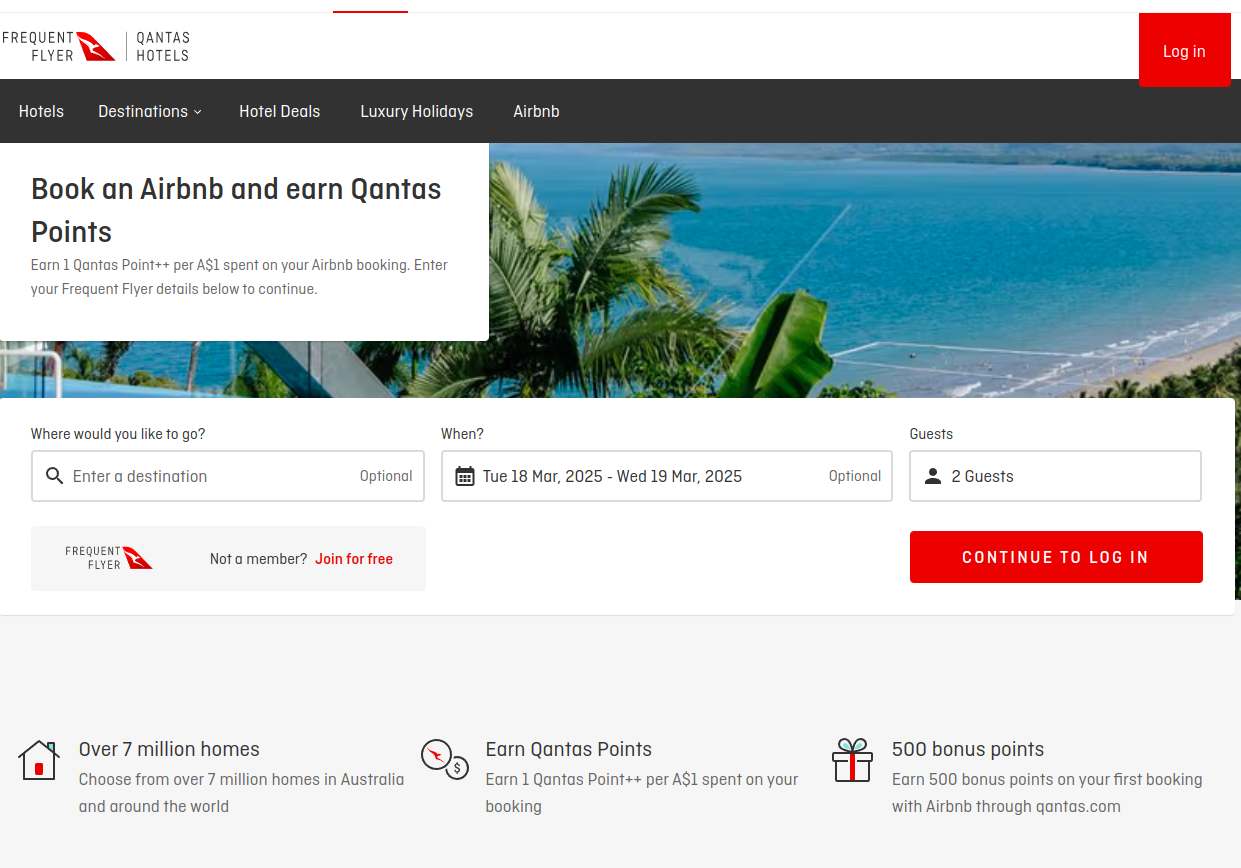 FREQUENT FLYER
QANTAS HOTELS
Log in
Hotels Destinations Hotel Deals Luxury Holidays Airbnb
Book an Airbnb and earn Qantas
Points
Earn 1 Qantas Point++ per A$1 spent on your Airbnb booking. Enter
your Frequent Flyer details below to continue.
Where would you like to go? When? Guests
Enter a destination Optional Tue 18 Mar, 2025 - Wed 19 Mar, 2025 Optional 2 Guests
FREQUENT FLYER
Not a member? Join for free
CONTINUE TO LOG IN
Over 7 million homes
Choose from over 7 million homes in Australia
and around the world
Earn Qantas Points
Earn 1 Qantas Point++ per A$1 spent on your
booking
500 bonus points
Earn 500 bonus points on your first booking
with Airbnb through qantas.com